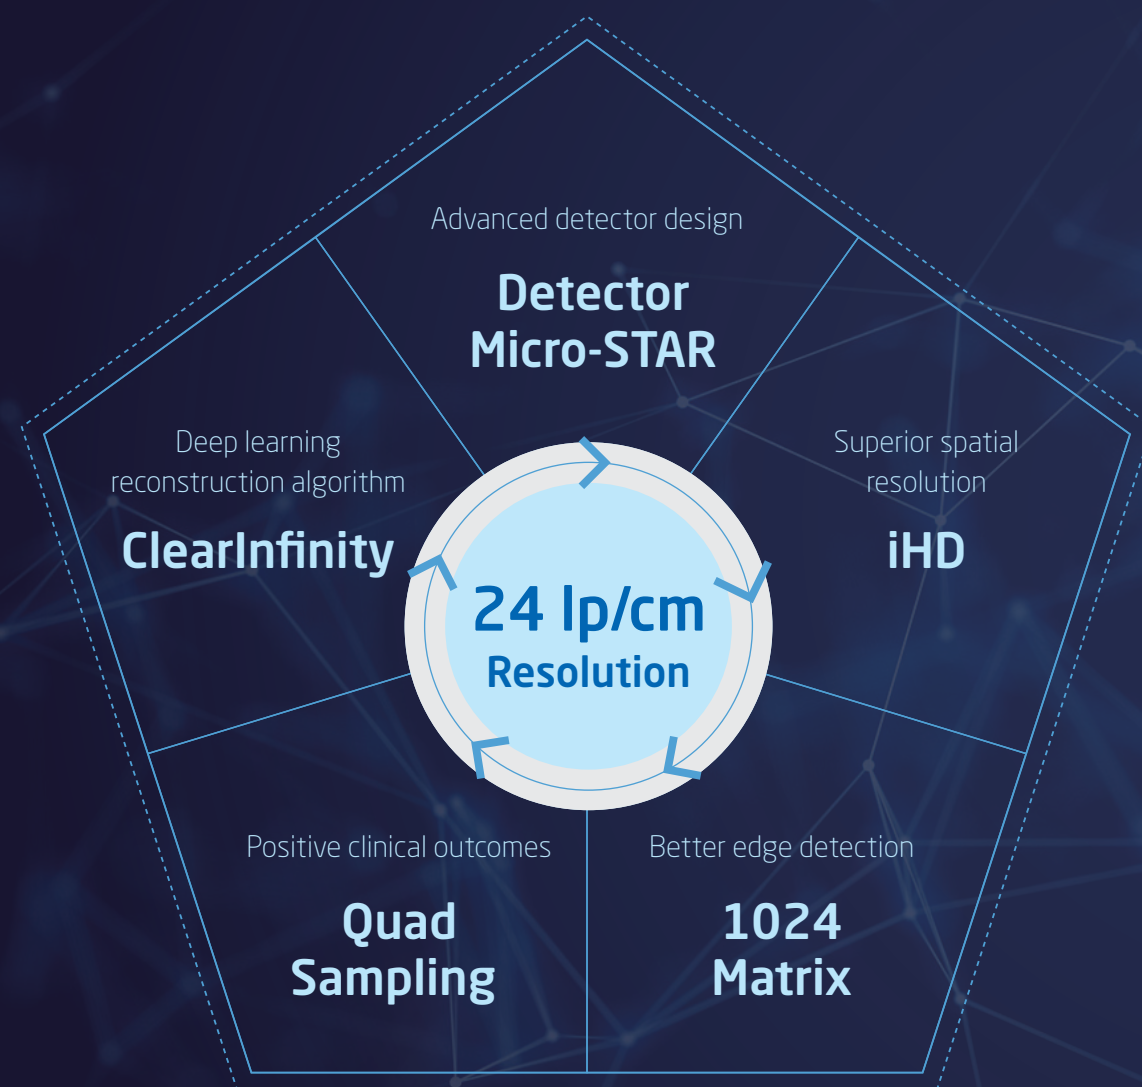 Advanced detector design
Detector
Micro-STAR
Superior spatial
resolution
iHD
Better edge detection
1024
Matrix
Positive clinical outcomes
Quad
Sampling
Deep learning
reconstruction algorithm
ClearInfinity
24 lp/cm
Resolution